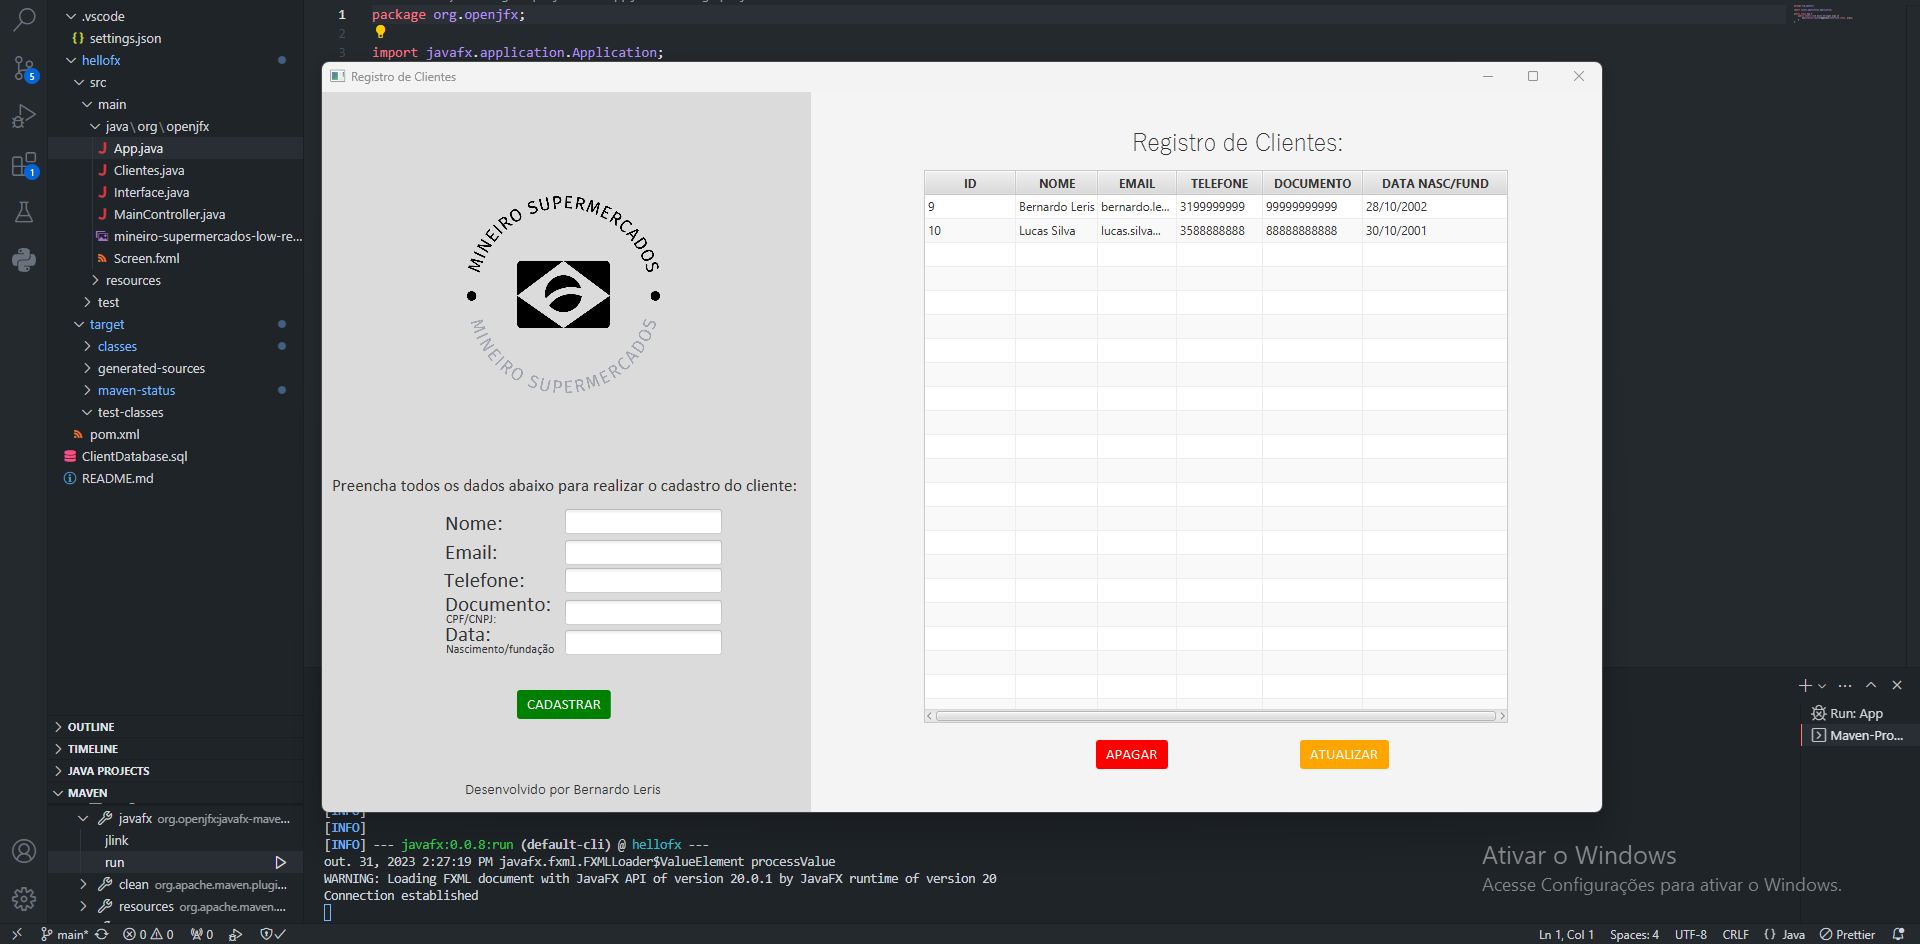 .vscode
{} settings.json
hellofx
src
main
java\org\openjfx
J App.java
J Clientes.java
J Interface.java
J MainController.java
mineiro-supermercados-low-re...
Screen.fxml
resources
test
target
classes
generated-sources
maven-status
test-classes
pom.xml
ClientDatabase.sql
README.md
OUTLINE
TIMELINE
JAVA PROJECTS
MAVEN
javafx org.openjfx:javafx-mave...
jlink
run
clean org.apache.maven.plugi...
resources org.apache.maven....
5
1
1 package org.openjfx;
2
3 import javafx.application.Application;
Registro de Clientes
MINEIRO SUPERMERCADOS
MINEIRO SUPERMERCADOS
Preencha todos os dados abaixo para realizar o cadastro do cliente:
Nome:
Email:
Telefone:
Documento:
CPF/CNPJ:
Data:
Nascimento/fundação
CADASTRAR
Desenvolvido por Bernardo Leris
Registro de Clientes:
ID NOME EMAIL TELEFONE DOCUMENTO DATA NASC/FUND
9 Bernardo Leris bernardo.le... 3199999999 99999999999 28/10/2002
10 Lucas Silva lucas.silva... 3588888888 88888888888 30/10/2001
APAGAR ATUALIZAR
Run: App
Maven-Pro...
[INFO]
[INFO]
[INFO] --- javafx:0.0.8:run (default-cli) @ hellofx ---
out. 31, 2023 2:27:19 PM javafx.fxml.FXMLLoader$ValueElement processValue
WARNING: Loading FXML document with JavaFX API of version 20.0.1 by JavaFX runtime of version 20
Connection established
Ativar o Windows
Acesse Configurações para ativar o Windows.
main* 0 0 0 Ln 1, Col 1 Spaces: 4 UTF-8 CRLF {} Java Prettier